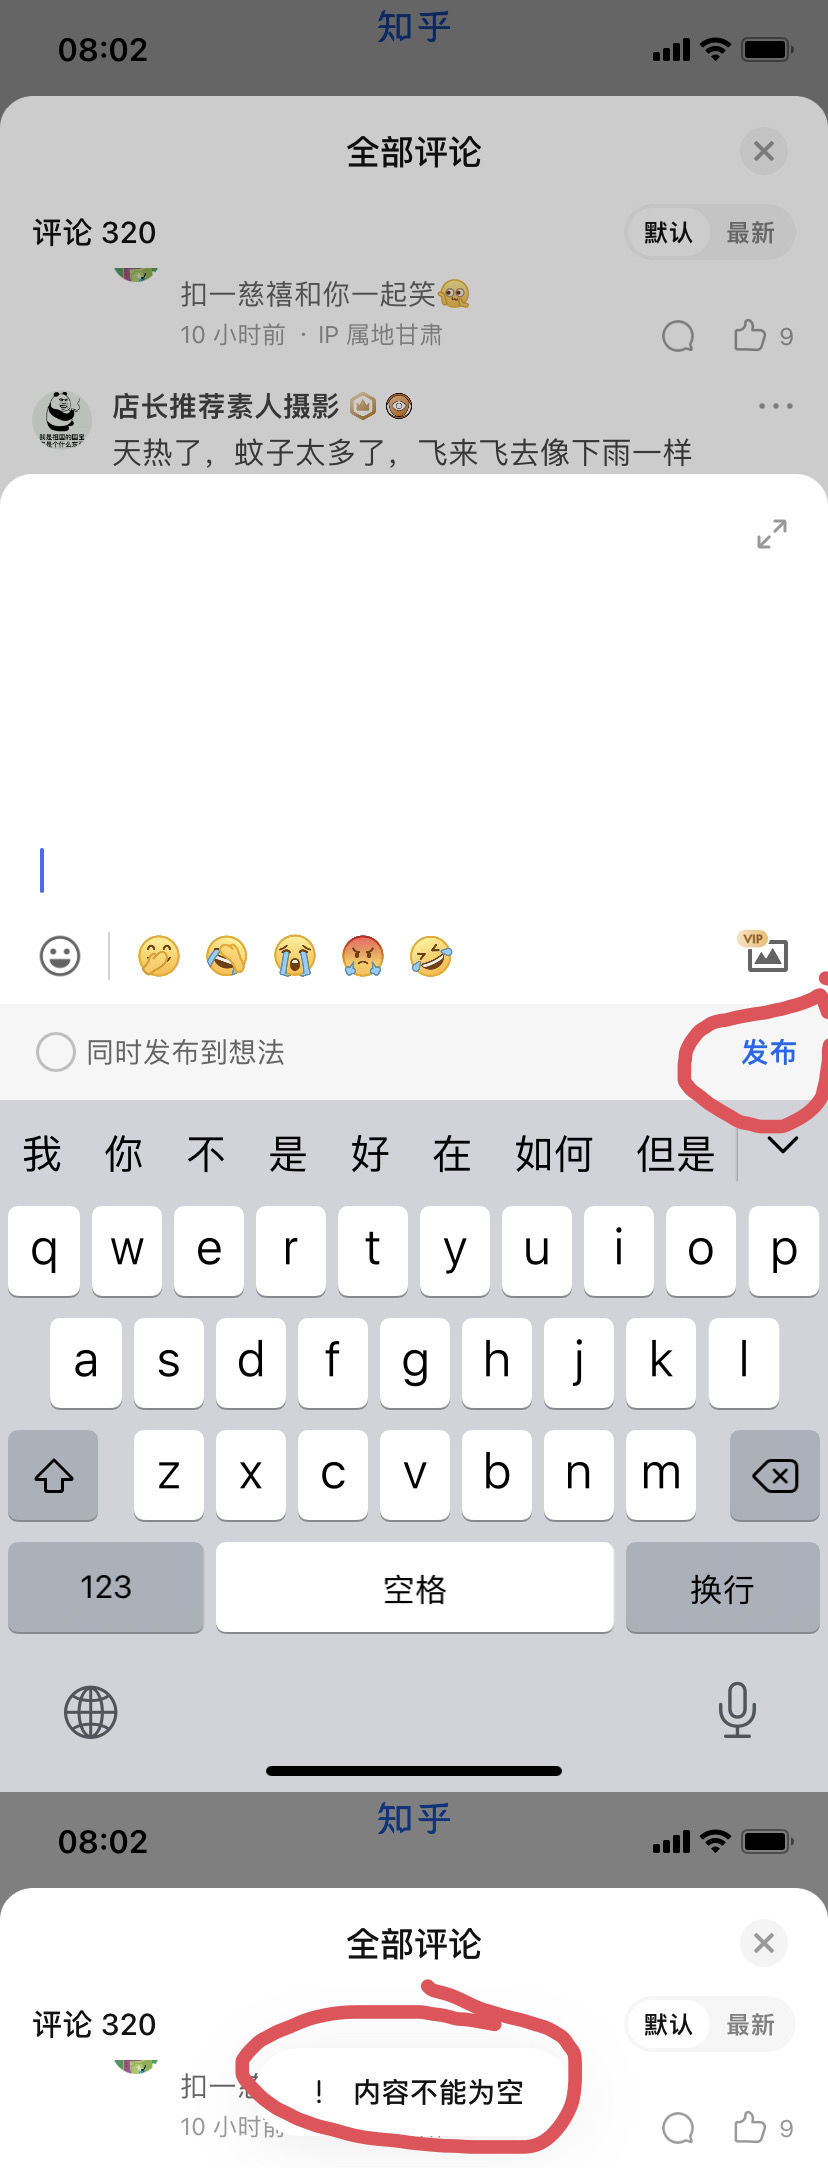 知乎
08:02
全部评论
评论 320
默认 最新
扣一慈禧和你一起笑
10 小时前 · IP 属地甘肃
9
店长推荐素人摄影
天热了，蚊子太多了，飞来飞去像下雨一样
VIP
同时发布到想法
发布
我 你 不 是 好 在 如何 但是
q w e r t y u i o p
a s d f g h j k l
z x c v b n m
123 空格 换行
知乎
08:02
全部评论
评论 320
默认 最新
扣一慈
! 内容不能为空
10 小时前
9